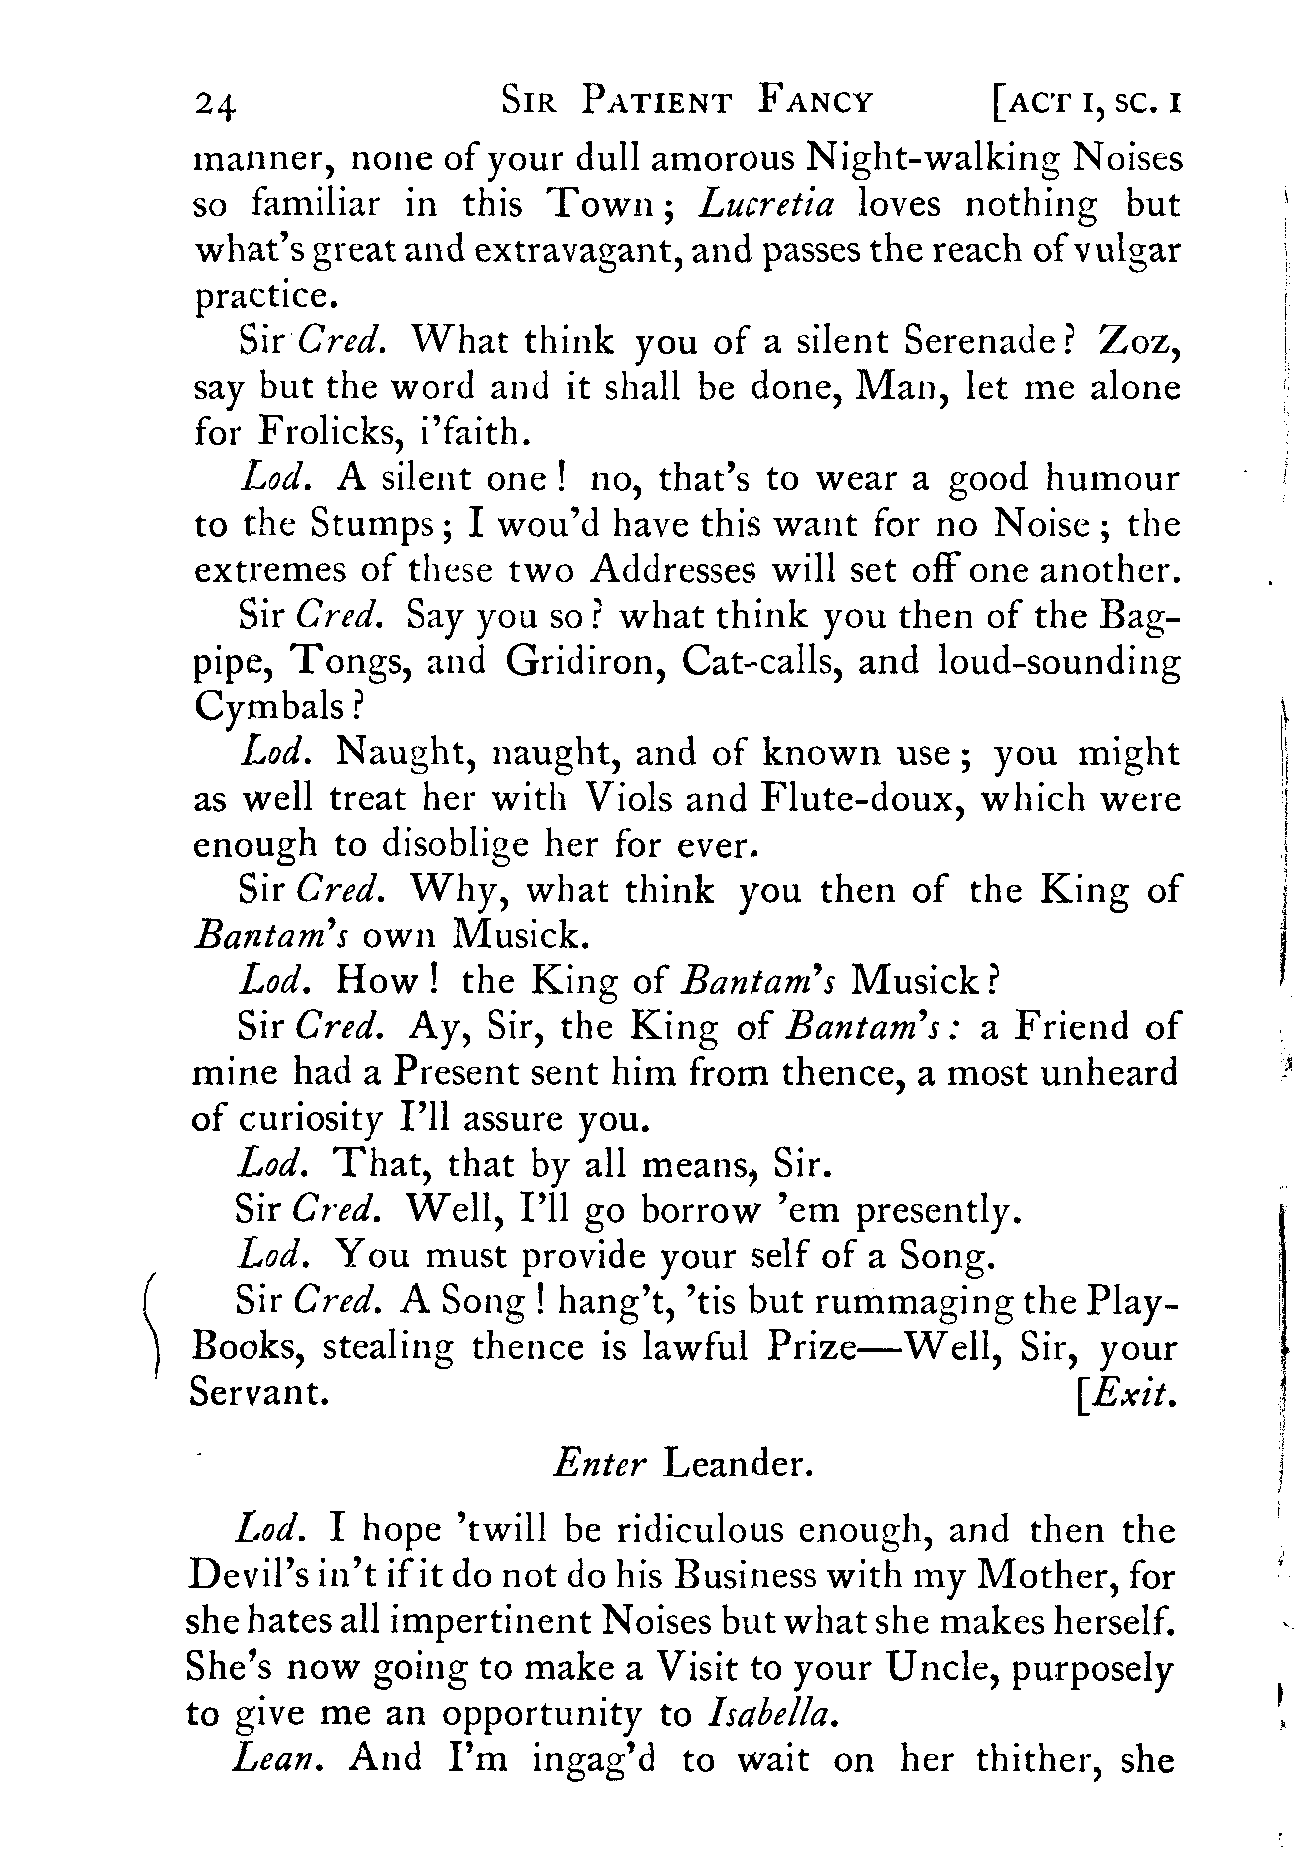 24 Sir Patient Fancy [act i, sc. i
manner, none of your dull amorous Night-walking Noises
so familiar in this Town; Lucretia loves nothing but
what's great and extravagant, and passes the reach of vulgar
practice.
Sir Cred. What think you of a silent Serenade? Zoz,
say but the word and it shall be done, Man, let me alone
for Frolicks, i'faith.
Lod. A silent one! no, that's to wear a good humour
to the Stumps; I wou'd have this want for no Noise; the
extremes of these two Addresses will set off one another.
Sir Cred. Say you so? what think you then of the Bag-
pipe, Tongs, and Gridiron, Cat-calls, and loud-sounding
Cymbals?
Lod. Naught, naught, and of known use; you might
as well treat her with Viols and Flute-doux, which were
enough to disoblige her for ever.
Sir Cred. Why, what think you then of the King of
Bantam's own Musick.
Lod. How! the King of Bantam's Musick?
Sir Cred. Ay, Sir, the King of Bantam's: a Friend of
mine had a Present sent him from thence, a most unheard
of curiosity I'll assure you.
Lod. That, that by all means, Sir.
Sir Cred. Well, I'll go borrow 'em presently.
Lod. You must provide your self of a Song.
Sir Cred. A Song! hang't, 'tis but rummaging the Play-
Books, stealing thence is lawful Prize—Well, Sir, your
Servant. [Exit.
Enter Leander.
Lod. I hope 'twill be ridiculous enough, and then the
Devil's in't if it do not do his Business with my Mother, for
she hates all impertinent Noises but what she makes herself.
She's now going to make a Visit to your Uncle, purposely
to give me an opportunity to Isabella.
Lean. And I'm ingag'd to wait on her thither, she